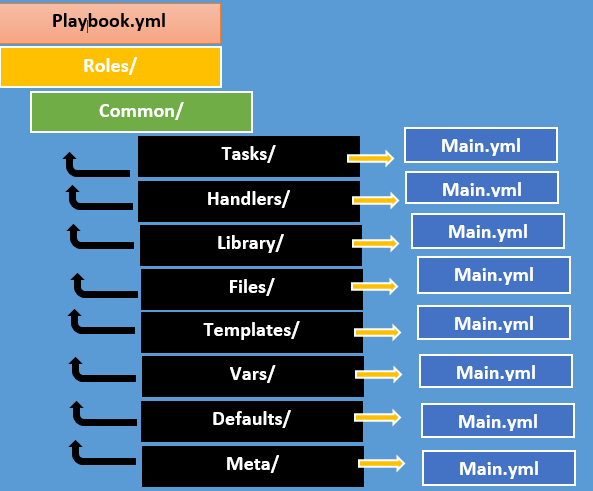 Playbook.yml
Roles/
Common/
Tasks/ Main.yml
Handlers/ Main.yml
Library/ Main.yml
Files/ Main.yml
Templates/ Main.yml
Vars/ Main.yml
Defaults/ Main.yml
Meta/ Main.yml